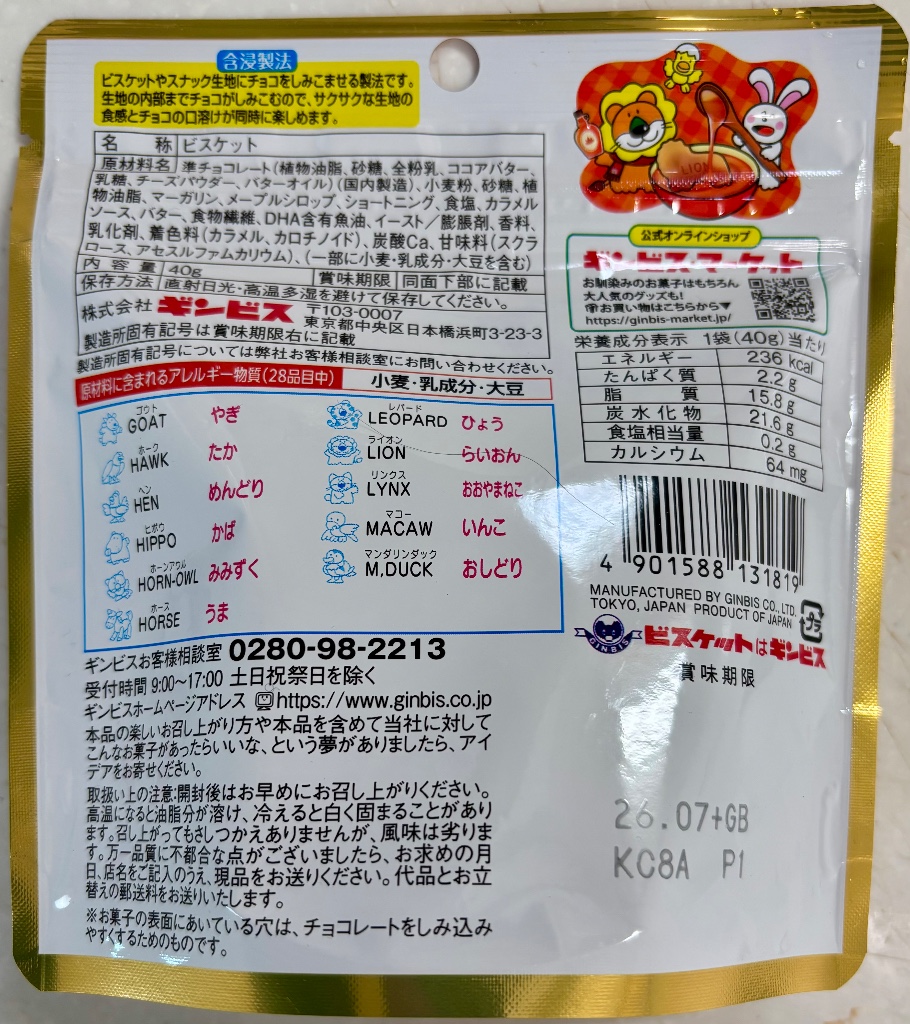 含浸製法
ビスケットやスナック生地にチョコをしみこませる製法です。
生地の内部までチョコがしみこむので、サクサクな生地の
食感とチョコの口溶けが同時に楽しめます。
名 称 ビスケット
原材料名 準チョコレート(植物油脂、砂糖、全粉乳、ココアバター、
乳糖、チーズパウダー、バターオイル)(国内製造)、小麦粉、砂糖、植
物油脂、マーガリン、メープルシロップ、ショートニング、食塩、カラメル
ソース、バター、食物繊維、DHA含有魚油、イースト/膨脹剤、香料、
乳化剤、着色料(カラメル、カロチノイド)、炭酸Ca、甘味料(スクラ
ロース、アセスルファムカリウム)、(一部に小麦・乳成分・大豆を含む)
内 容 量 40g 賞味期限 同面下部に記載
保存方法 直射日光・高温多湿を避けて保存してください。
株式会社 ギンビス 〒103-0007
東京都中央区日本橋浜町3-23-3
製造所固有記号は賞味期限右に記載
製造所固有記号については弊社お客様相談室にお問い合わせください。
原材料に含まれるアレルギー物質(28品目中) 小麦・乳成分・大豆
ゴウト
GOAT やぎ
ホーク
HAWK たか
ヘン
HEN めんどり
ヒポウ
HIPPO かば
ホーンアウル
HORN-OWL みみずく
ホース
HORSE うま
レパード
LEOPARD ひょう
ライオン
LION らいおん
リンクス
LYNX おおやまねこ
マコー
MACAW いんこ
マンダリンダック
M,DUCK おしどり
ギンビスお客様相談室 0280-98-2213
受付時間 9:00~17:00 土日祝祭日を除く
ギンビスホームページアドレス https://www.ginbis.co.jp
本品の楽しいお召し上がり方や本品を含めて当社に対して
こんなお菓子があったらいいな、という夢がありましたら、アイ
デアをお寄せください。
取扱い上の注意:開封後はお早めにお召し上がりください。
高温になると油脂分が溶け、冷えると白く固まることがあり
ます。召し上がってもさしつかえありませんが、風味は劣りま
す。万一品質に不都合な点がございましたら、お求めの月
日、店名をご記入のうえ、現品をお送りください。代品とお立
替えの郵送料をお送りいたします。
※お菓子の表面にあいている穴は、チョコレートをしみ込み
やすくするためのものです。
公式オンラインショップ
ギンビスマーケット
お馴染みのお菓子はもちろん
大人気のグッズも!
お買い物はこちらから▼
https://ginbis-market.jp/
栄養成分表示 1袋(40g)当たり
エネルギー 236 kcal
たんぱく質 2.2 g
脂 質 15.8 g
炭水化物 21.6 g
食塩相当量 0.2 g
カルシウム 64 mg
4 901588 131819
MANUFACTURED BY GINBIS CO., LTD.
TOKYO, JAPAN PRODUCT OF JAPAN
プラ
GINBIS
ビスケットはギンビス
賞味期限
26.07+GB
KC8A P1